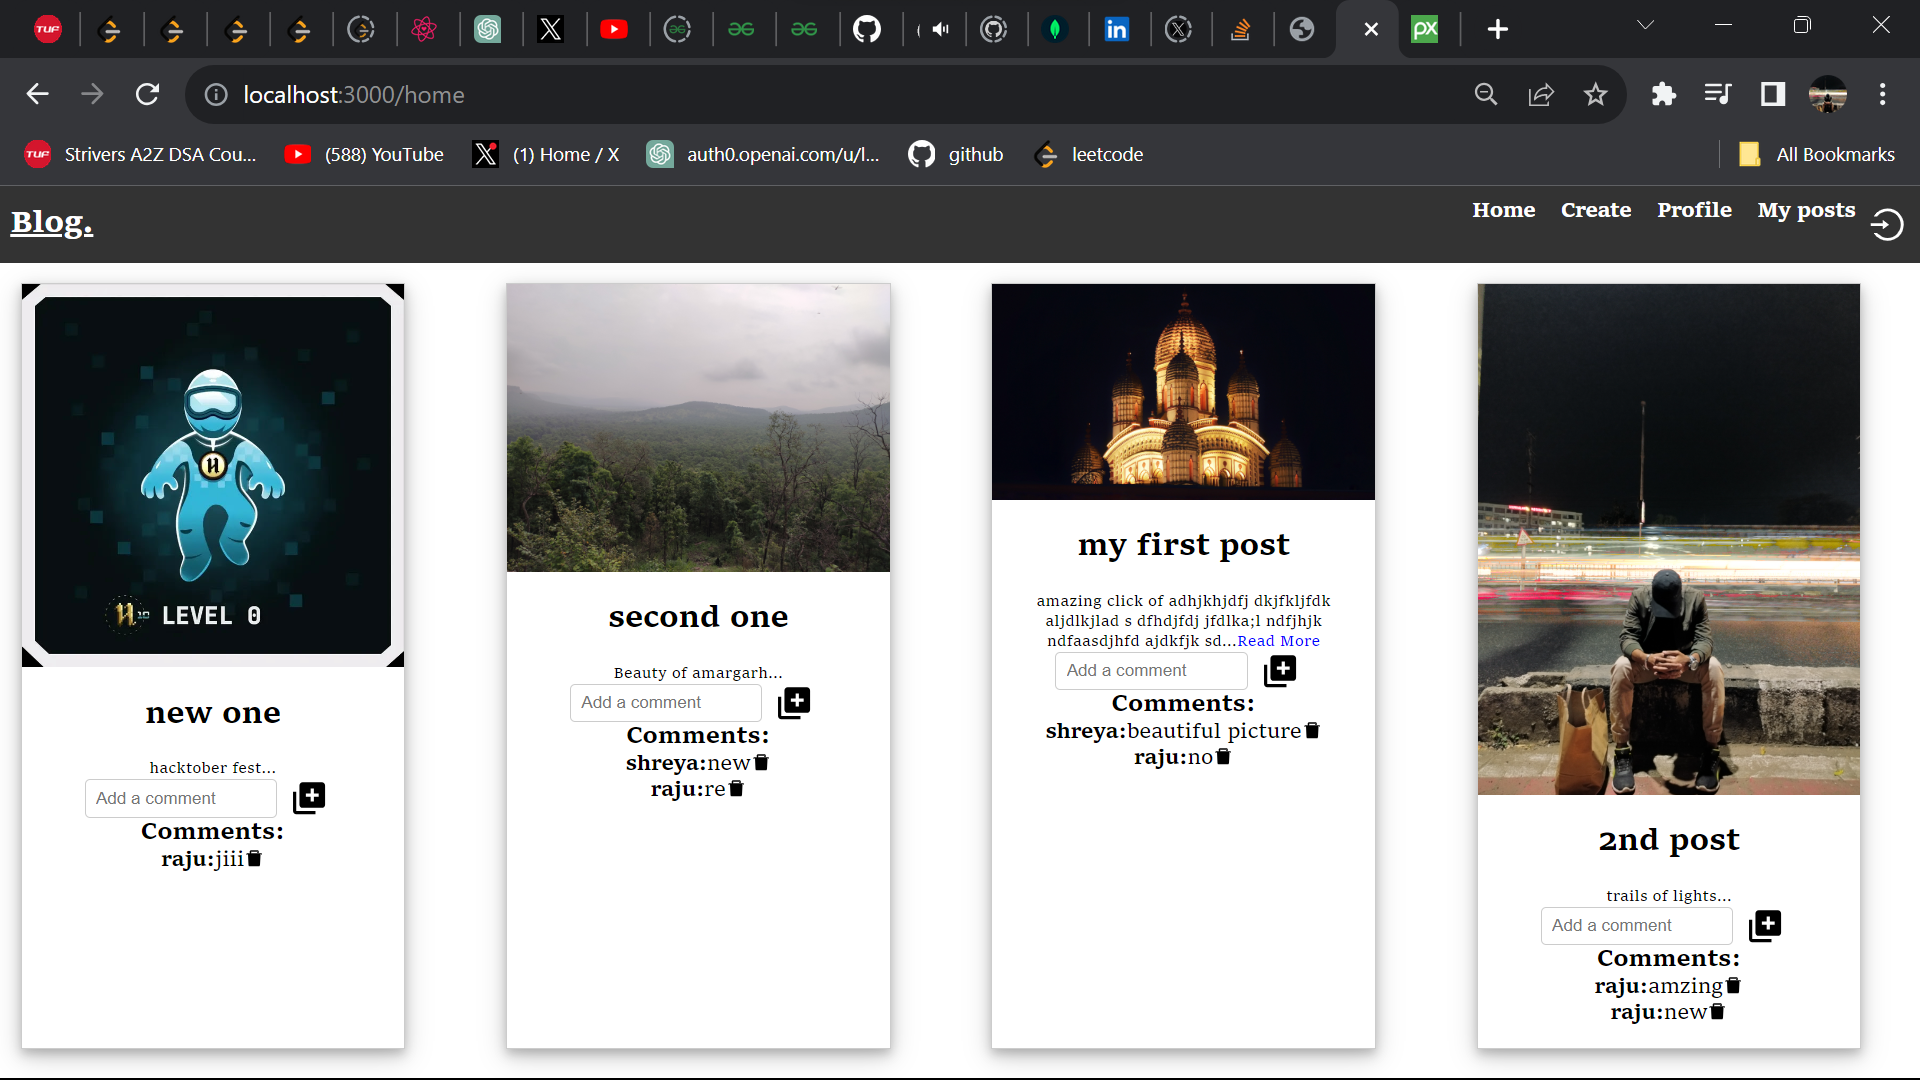 TUF
px
localhost:3000/home
TUF Strivers A2Z DSA Cou...
(588) YouTube
(1) Home / X
auth0.openai.com/u/l...
github
leetcode
All Bookmarks
Blog.
Home
Create
Profile
My posts
LEVEL 0
new one
hacktober fest...
Add a comment
Comments:
raju:jiii
second one
Beauty of amargarh...
Add a comment
Comments:
shreya:new
raju:re
my first post
amazing click of adhjkhjdfj dkjfkljfdk
aljdlkjlad s dfhdjfdj jfdlka;l ndfjhjk
ndfaasdjhfd ajdkfjk sd...Read More
Add a comment
Comments:
shreya:beautiful picture
raju:no
2nd post
trails of lights...
Add a comment
Comments:
raju:amzing
raju:new